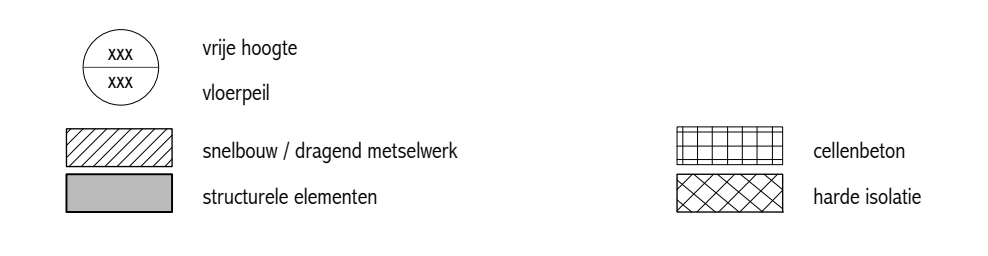 xxx
xxx
vrije hoogte
vloerpeil
snelbouw / dragend metselwerk
structurele elementen
cellenbeton
harde isolatie